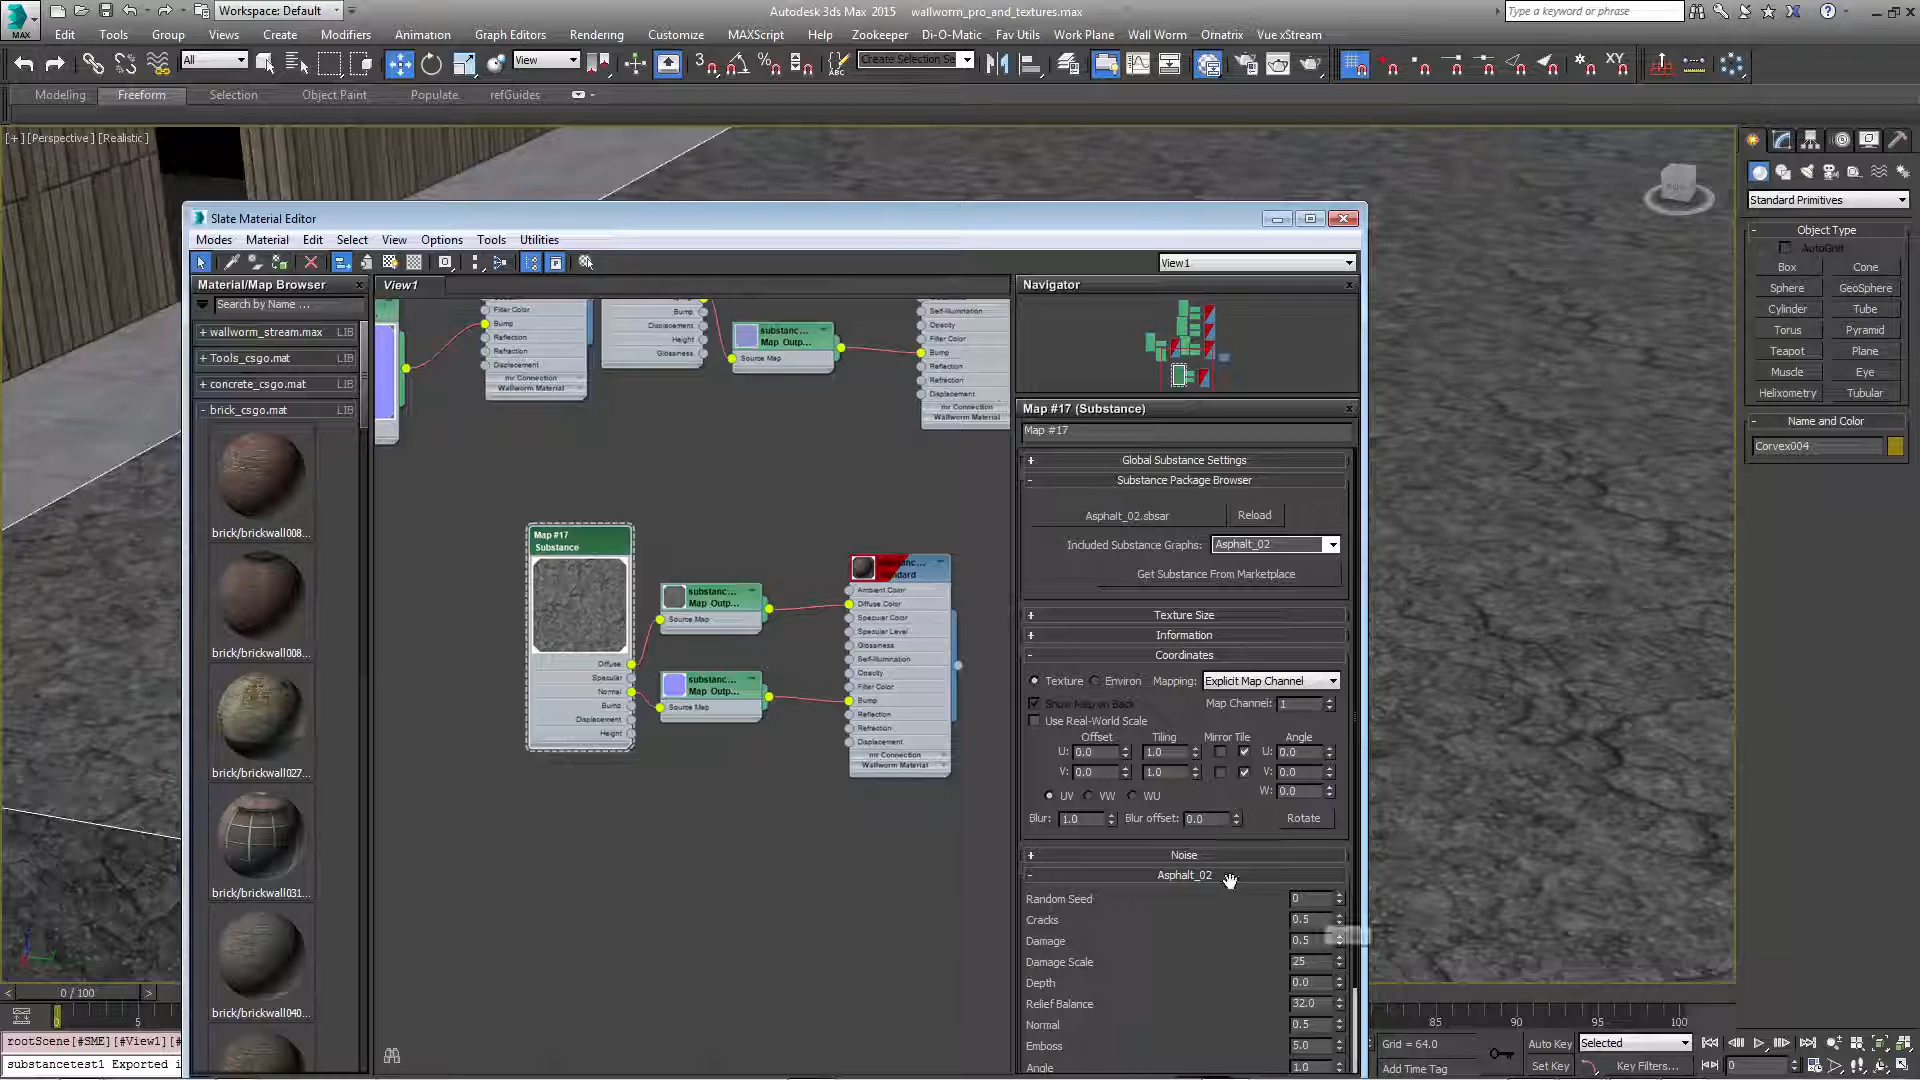 Workspace: Default
Autodesk 3ds Max 2015 wallworm_pro_and_textures.max
Type a keyword or phrase
MAX
Edit Tools Group Views Create Modifiers Animation Graph Editors Rendering Customize MAXScript Help Zookeeper Di-O-Matic Fav Utils Work Plane Wall Worm Ornatrix Vue xStream
All
View
3
ABC
Create Selection Se
XY
Modeling Freeform Selection Object Paint Populate refGuides
[+] [Perspective] [Realistic]
Standard Primitives
Slate Material Editor
Modes Material Edit Select View Options Tools Utilities
View1
Material/Map Browser
Search by Name ...
+ wallworm_stream.max LIB
+ Tools_csgo.mat LIB
+ concrete_csgo.mat LIB
- brick_csgo.mat LIB
brick/brickwall008...
brick/brickwall008...
brick/brickwall027...
brick/brickwall031...
brick/brickwall040...
View1
Filter Color
Bump
Reflection
Refraction
Displacement
mr Connection
Wallworm Material
Bump
Displacement
Height
Glossiness
substanc...
Map Outp...
Source Map
Self-Illumination
Opacity
Filter Color
Bump
Reflection
Refraction
Displacement
mr Connection
Wallworm Material
Map #17
Substance
Diffuse
Specular
Normal
Bump
Displacement
Height
substanc...
Map Outp...
Source Map
substanc...
Map Outp...
Source Map
Ambient Color
Diffuse Color
Specular Color
Specular Level
Glossiness
Self-Illumination
Opacity
Filter Color
Bump
Reflection
Refraction
Displacement
mr Connection
Wallworm Material
Navigator
Map #17 (Substance)
Map #17
+ Global Substance Settings
- Substance Package Browser
Asphalt_02.sbsar Reload
Included Substance Graphs: Asphalt_02
Get Substance From Marketplace
+ Texture Size
+ Information
- Coordinates
Texture Environ Mapping: Explicit Map Channel
Show Map on Back Map Channel: 1
Use Real-World Scale
Offset Tiling Mirror Tile Angle
U: 0.0 1.0 U: 0.0
V: 0.0 1.0 V: 0.0
W: 0.0
UV VW WU
Blur: 1.0 Blur offset: 0.0 Rotate
+ Noise
- Asphalt_02
Random Seed 0
Cracks 0.5
Damage 0.5
Damage Scale 25
Depth 0.0
Relief Balance 32.0
Normal 0.5
Emboss 5.0
Angle 1.0
- Object Type
AutoGrid
Box Cone
Sphere GeoSphere
Cylinder Tube
Torus Pyramid
Teapot Plane
Muscle Eye
Helixometry Tubular
- Name and Color
Corvex004
< 0 / 100 >
5
85 90 95 100
rootScene[#SME][#View1][#
substancetest1 Exported i
Grid = 64.0
Add Time Tag
Auto Key Selected
Set Key Key Filters...
0